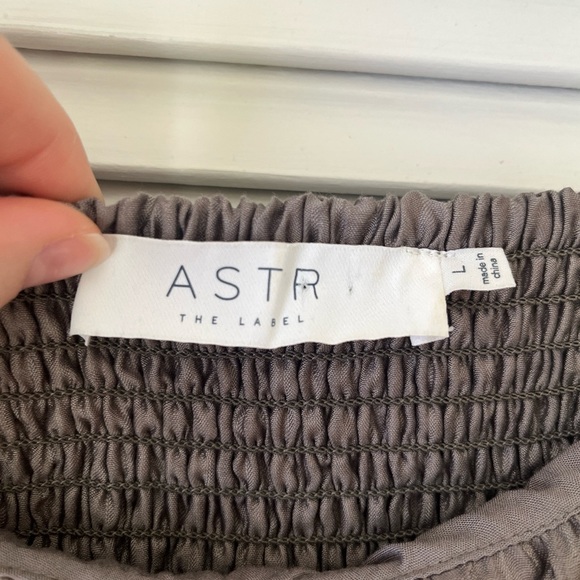 ASTR
THE LABEL
L
made in
china